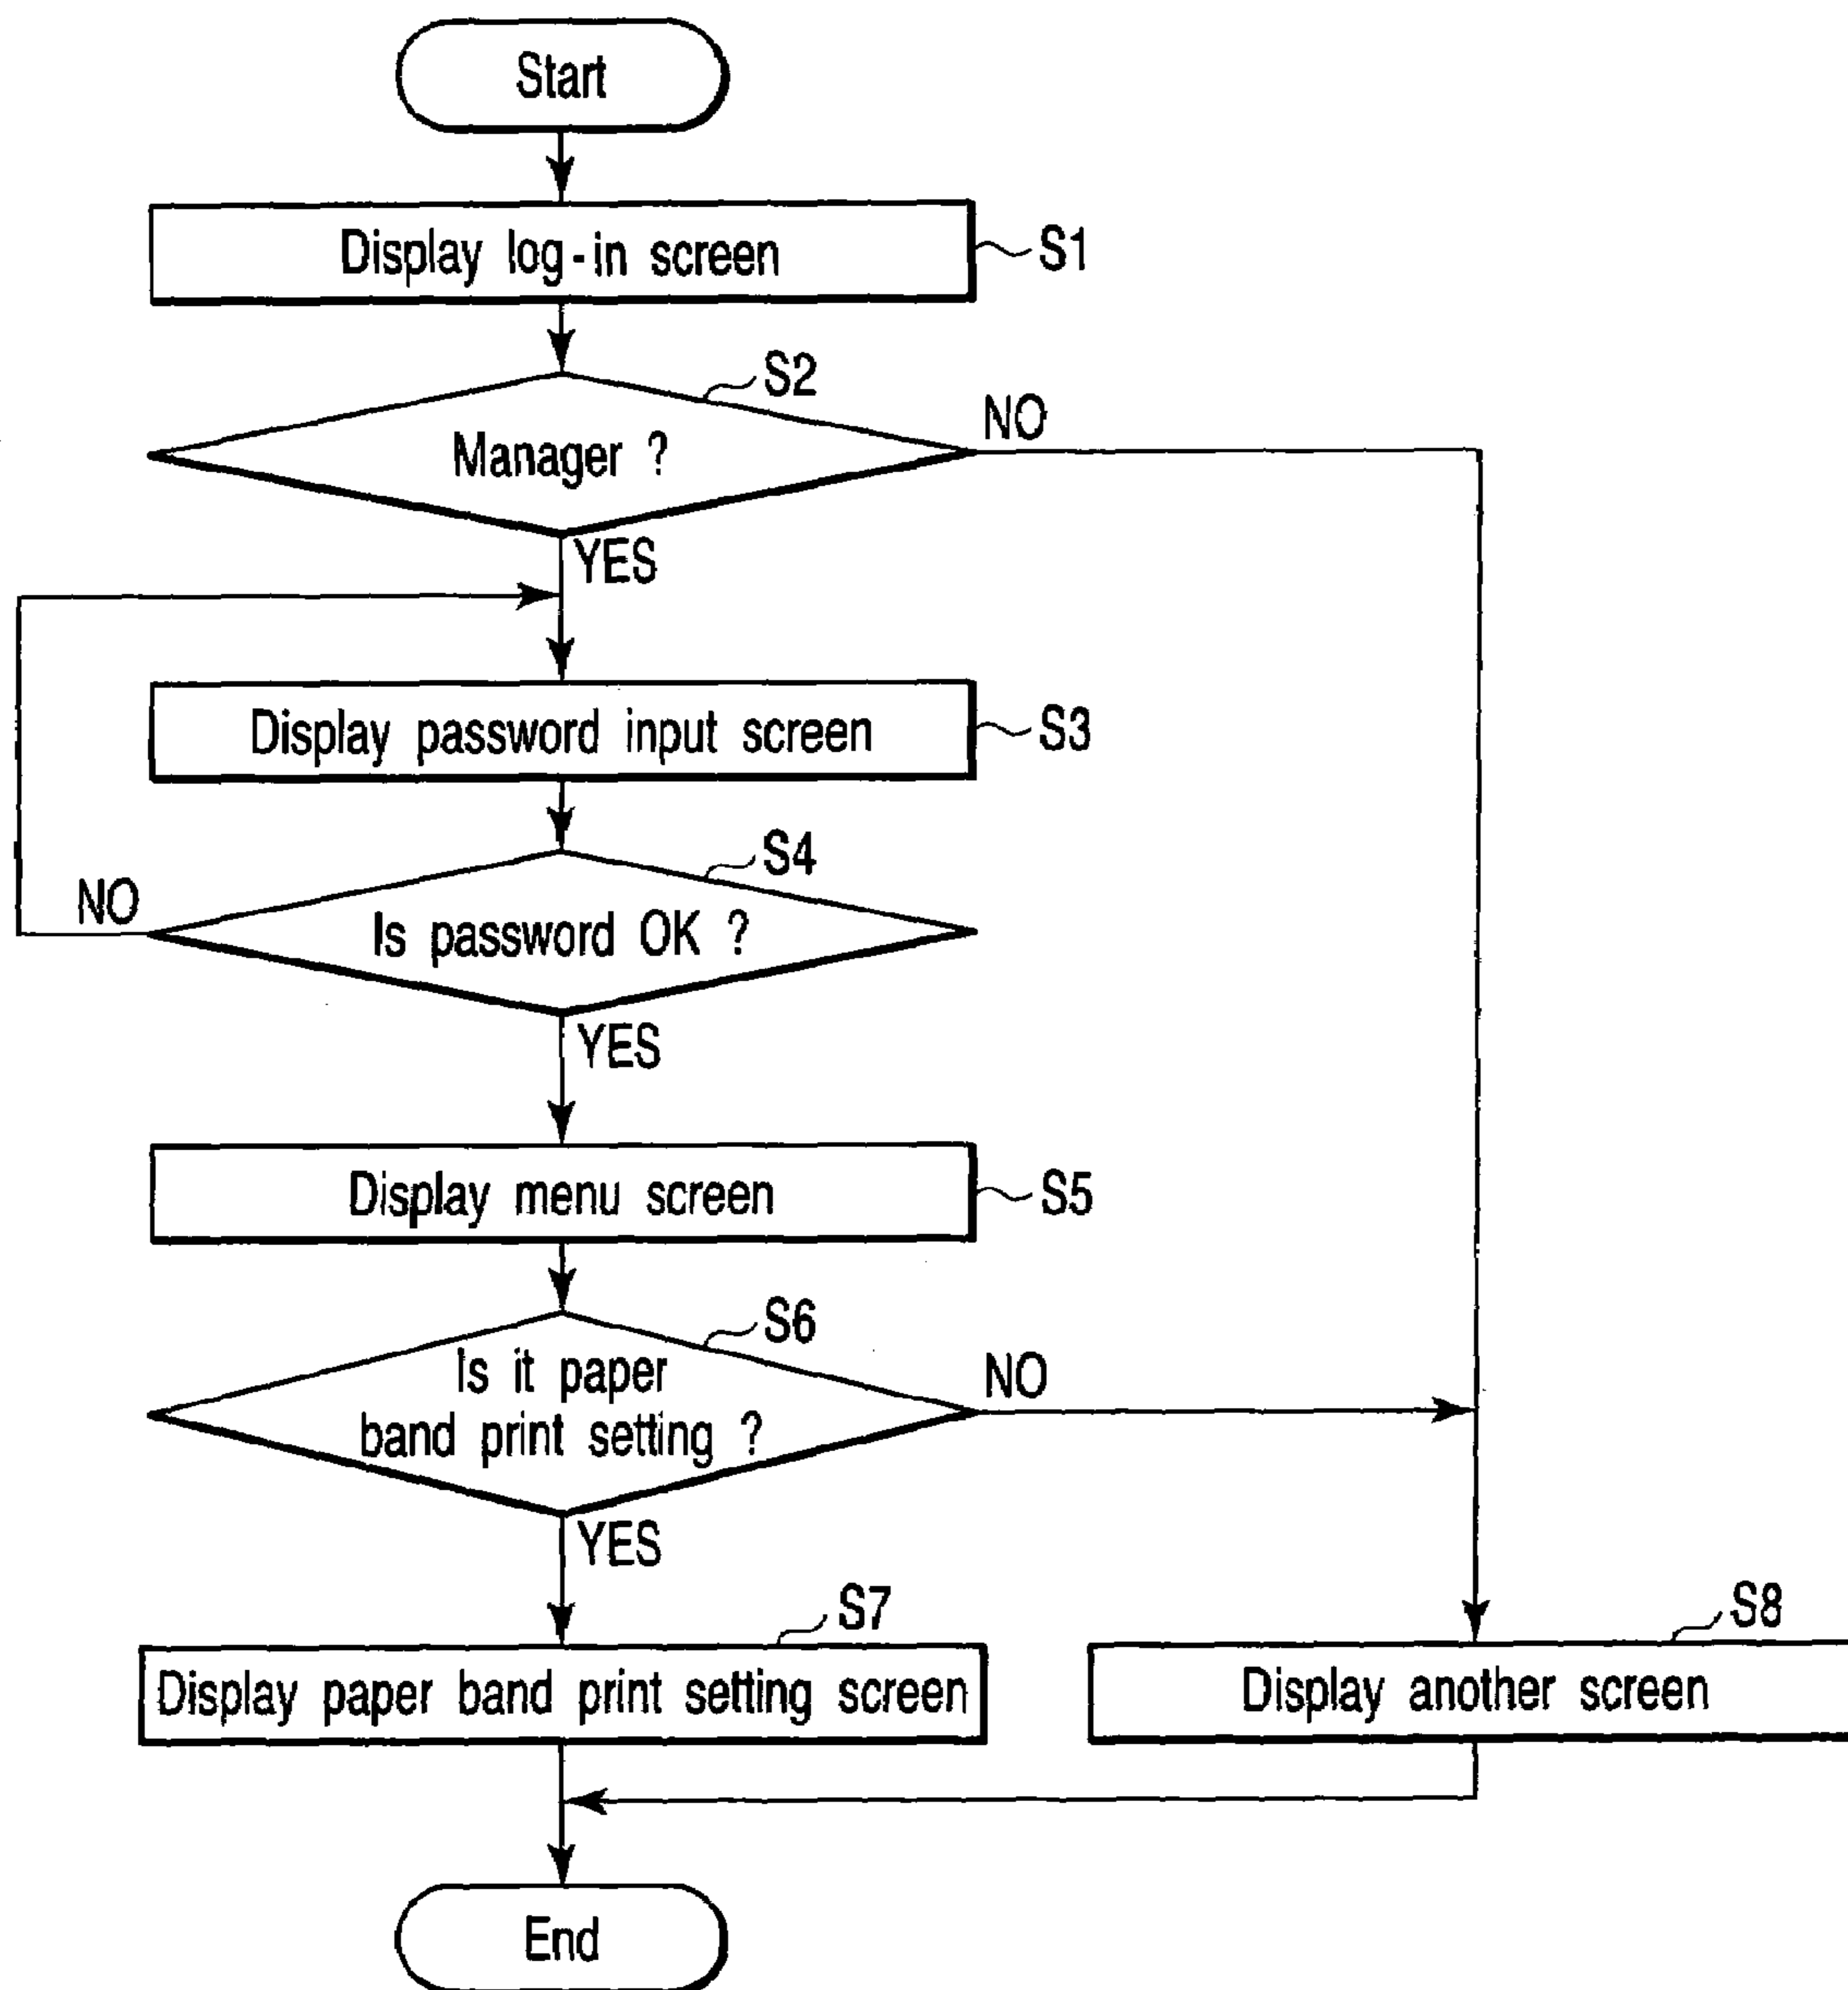 Start
Display log-in screen
S1
S2
Manager ?
NO
YES
Display password input screen
S3
S4
NO
Is password OK ?
YES
Display menu screen
S5
S6
Is it paper
band print setting ?
NO
YES
S7
Display paper band print setting screen
S8
Display another screen
End